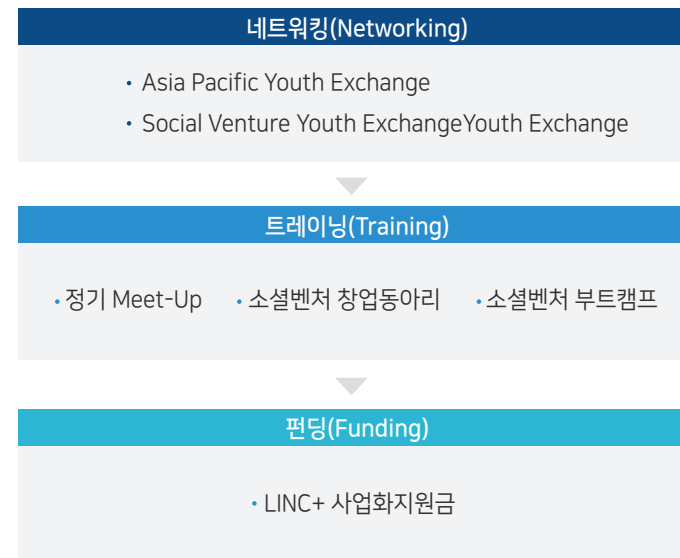 네트워킹(Networking)
• Asia Pacific Youth Exchange
• Social Venture Youth ExchangeYouth Exchange
트레이닝(Training)
• 정기 Meet-Up • 소셜벤처 창업동아리 • 소셜벤처 부트캠프
펀딩(Funding)
• LINC+ 사업화지원금